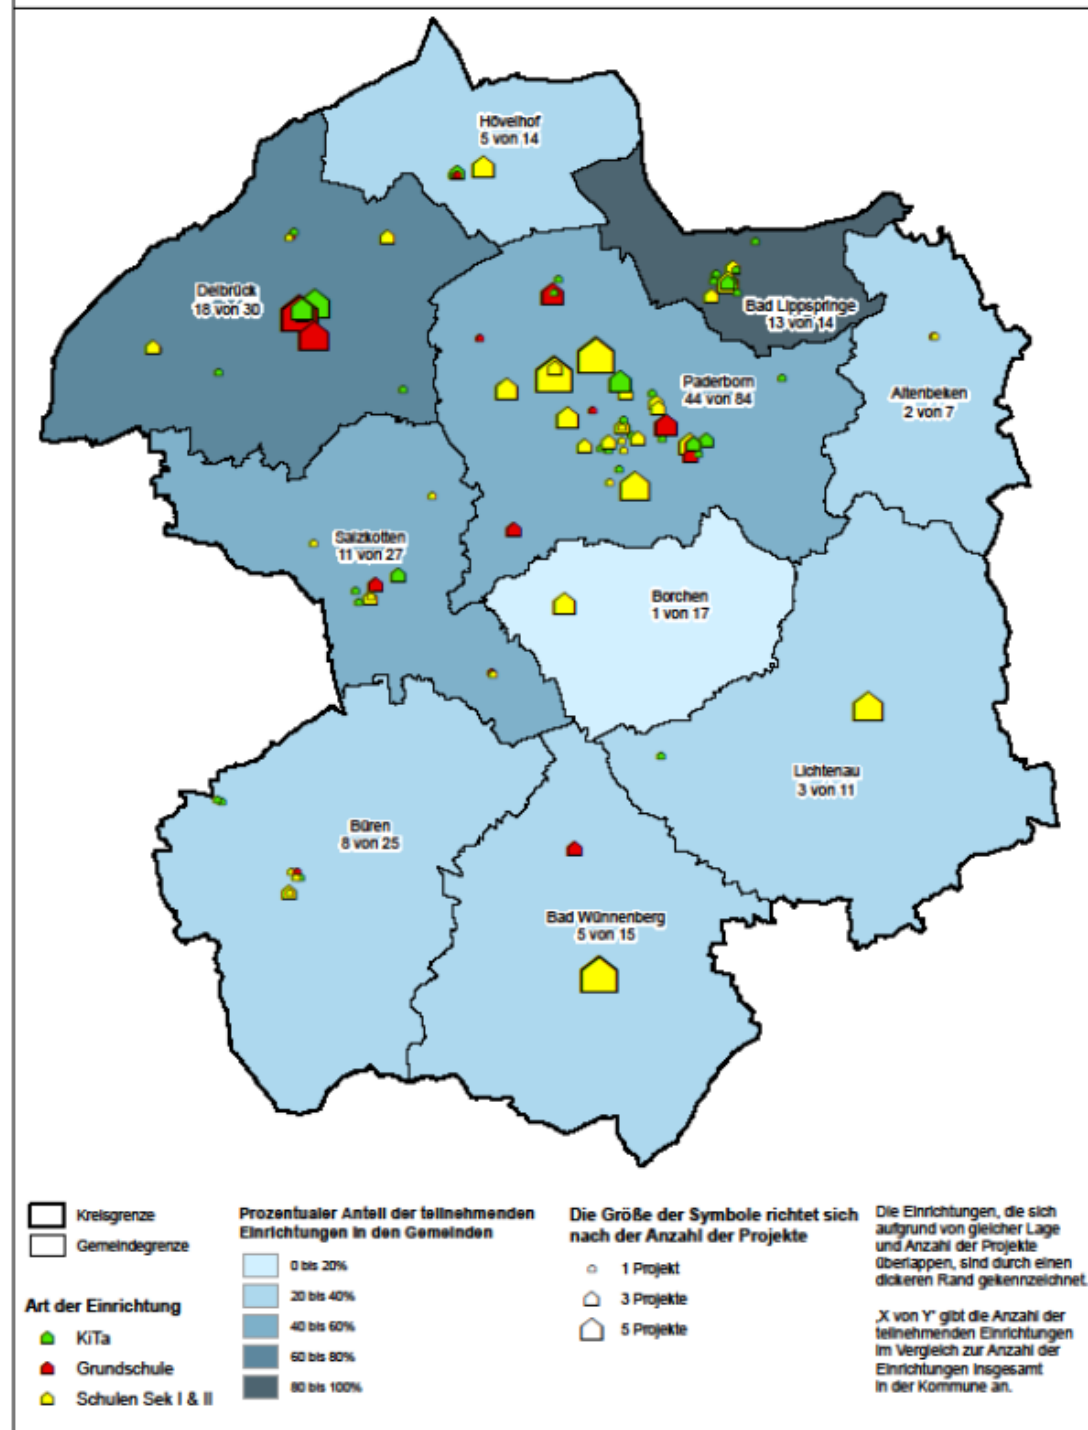 Hövelhof
5 von 14
Delbrück
18 von 30
Bad Lippspringe
13 von 14
Altenbeken
2 von 7
Paderborn
44 von 84
Salzkotten
11 von 27
Borchen
1 von 17
Lichtenau
3 von 11
Büren
8 von 25
Bad Wünnenberg
5 von 15
Kreisgrenze
Gemeindegrenze
Art der Einrichtung
KiTa
Grundschule
Schulen Sek I & II
Prozentualer Anteil der teilnehmenden
Einrichtungen in den Gemeinden
0 bis 20%
20 bis 40%
40 bis 60%
60 bis 80%
80 bis 100%
Die Größe der Symbole richtet sich
nach der Anzahl der Projekte
1 Projekt
3 Projekte
5 Projekte
Die Einrichtungen, die sich
aufgrund von gleicher Lage
und Anzahl der Projekte
überlappen, sind durch einen
dickeren Rand gekennzeichnet.
„X von Y" gibt die Anzahl der
teilnehmenden Einrichtungen
im Vergleich zur Anzahl der
Einrichtungen insgesamt
in der Kommune an.